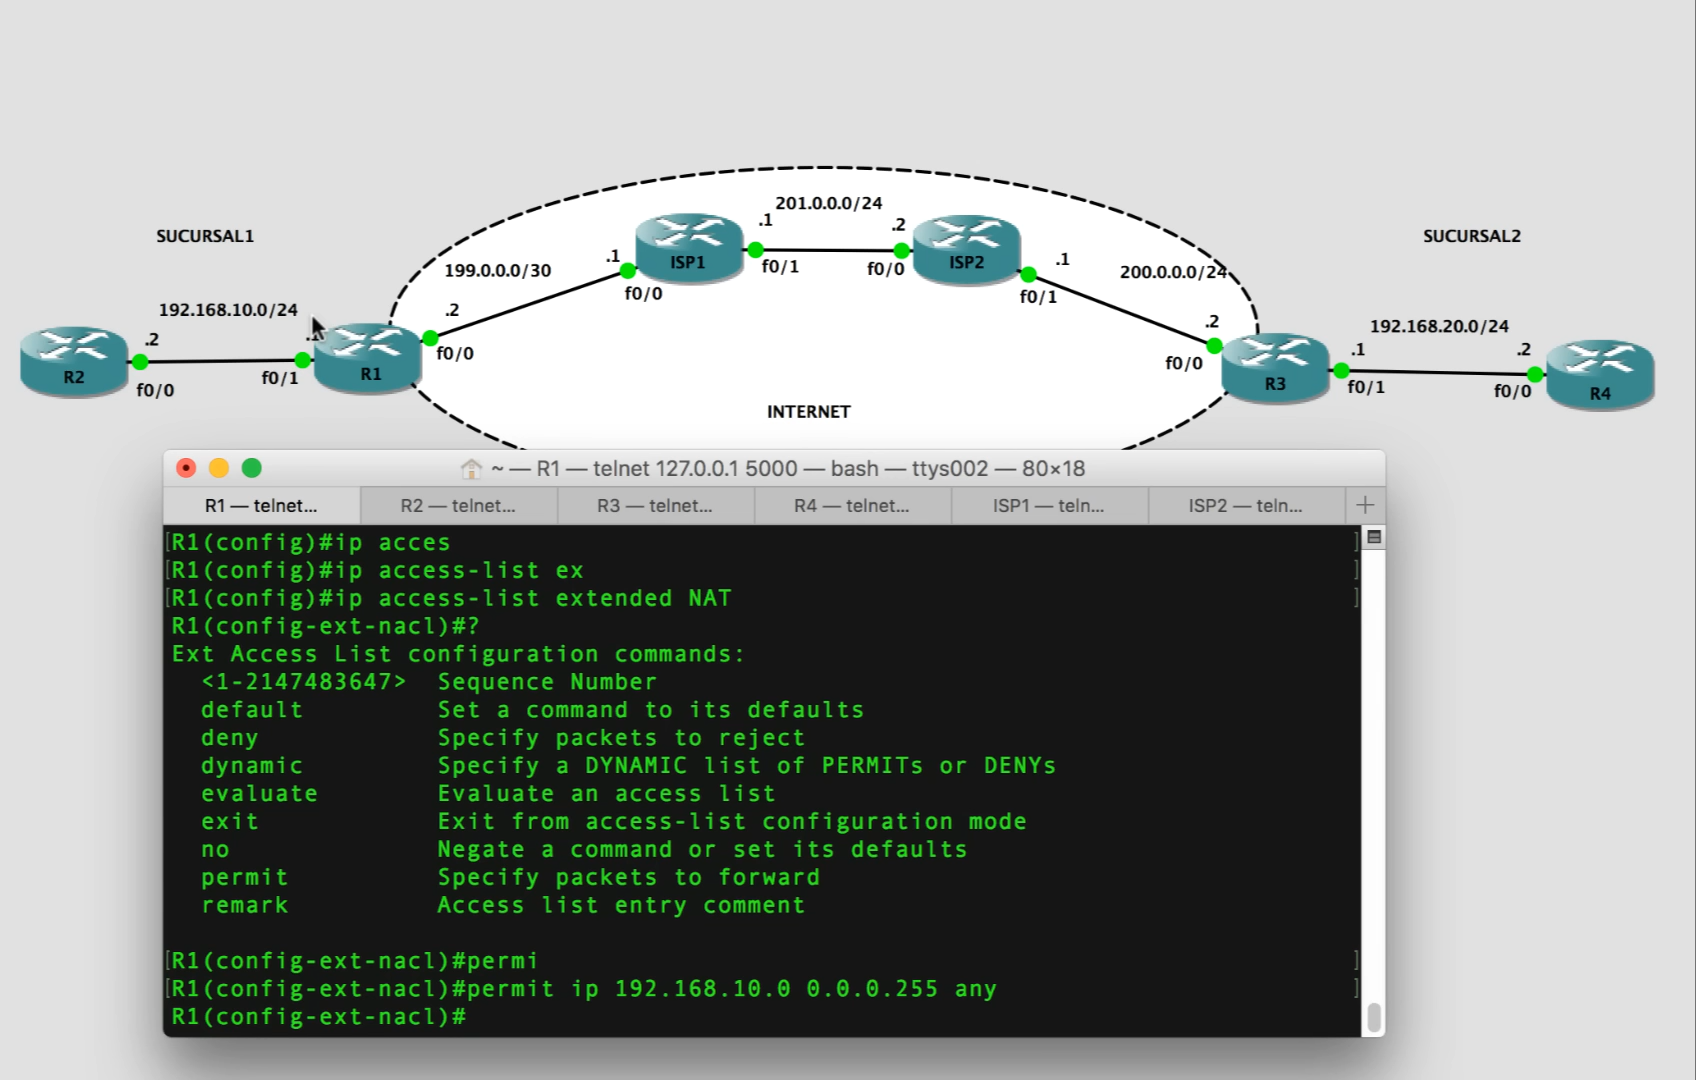 201.0.0.0/24
.1
.2
SUCURSAL1
SUCURSAL2
ISP1
f0/1
f0/0
ISP2
.1
.1
199.0.0.0/30
200.0.0.0/24
f0/0
f0/1
192.168.10.0/24
.2
.2
192.168.20.0/24
.2
f0/0
.1
.2
R2
f0/0
f0/1
R1
f0/0
R3
f0/1
f0/0
R4
INTERNET
~ — R1 — telnet 127.0.0.1 5000 — bash — ttys002 — 80×18
R1 — telnet... R2 — telnet... R3 — telnet... R4 — telnet... ISP1 — teln... ISP2 — teln... +
[R1(config)#ip acces ]
[R1(config)#ip access-list ex ]
[R1(config)#ip access-list extended NAT ]
R1(config-ext-nacl)#?
Ext Access List configuration commands:
<1-2147483647> Sequence Number
default Set a command to its defaults
deny Specify packets to reject
dynamic Specify a DYNAMIC list of PERMITs or DENYs
evaluate Evaluate an access list
exit Exit from access-list configuration mode
no Negate a command or set its defaults
permit Specify packets to forward
remark Access list entry comment
[R1(config-ext-nacl)#permi ]
[R1(config-ext-nacl)#permit ip 192.168.10.0 0.0.0.255 any ]
R1(config-ext-nacl)#